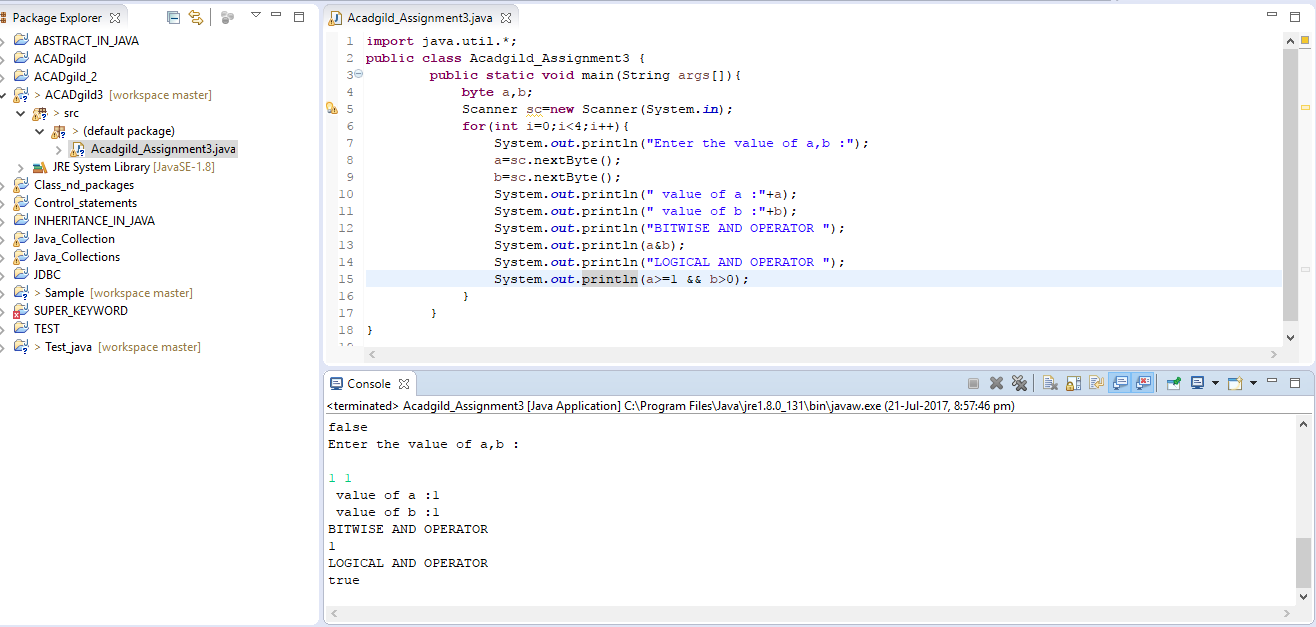 Package Explorer
ABSTRACT_IN_JAVA
ACADgild
ACADgild_2
> ACADgild3 [workspace master]
> src
> (default package)
Acadgild_Assignment3.java
JRE System Library [JavaSE-1.8]
Class_nd_packages
Control_statements
INHERITANCE_IN_JAVA
Java_Collection
Java_Collections
JDBC
> Sample [workspace master]
SUPER_KEYWORD
TEST
> Test_java [workspace master]
Acadgild_Assignment3.java
1 import java.util.*;
2 public class Acadgild_Assignment3 {
3 public static void main(String args[]){
4 byte a,b;
5 Scanner sc=new Scanner(System.in);
6 for(int i=0;i<4;i++){
7 System.out.println("Enter the value of a,b :");
8 a=sc.nextByte();
9 b=sc.nextByte();
10 System.out.println(" value of a :"+a);
11 System.out.println(" value of b :"+b);
12 System.out.println("BITWISE AND OPERATOR ");
13 System.out.println(a&b);
14 System.out.println("LOGICAL AND OPERATOR ");
15 System.out.println(a>=1 && b>0);
16 }
17 }
18 }
19
Console
<terminated> Acadgild_Assignment3 [Java Application] C:\Program Files\Java\jre1.8.0_131\bin\javaw.exe (21-Jul-2017, 8:57:46 pm)
false
Enter the value of a,b :
1 1
value of a :1
value of b :1
BITWISE AND OPERATOR
1
LOGICAL AND OPERATOR
true